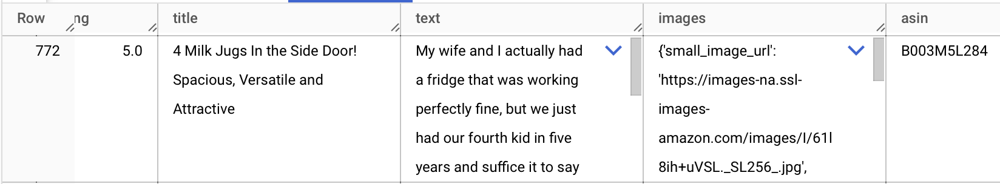 Row ng title text images asin
772 5.0 4 Milk Jugs In the Side Door! My wife and I actually had {'small_image_url': B003M5L284
Spacious, Versatile and a fridge that was working 'https://images-na.ssl-
Attractive perfectly fine, but we just images-
had our fourth kid in five amazon.com/images/I/61l
years and suffice it to say 8ih+uVSL._SL256_.jpg',